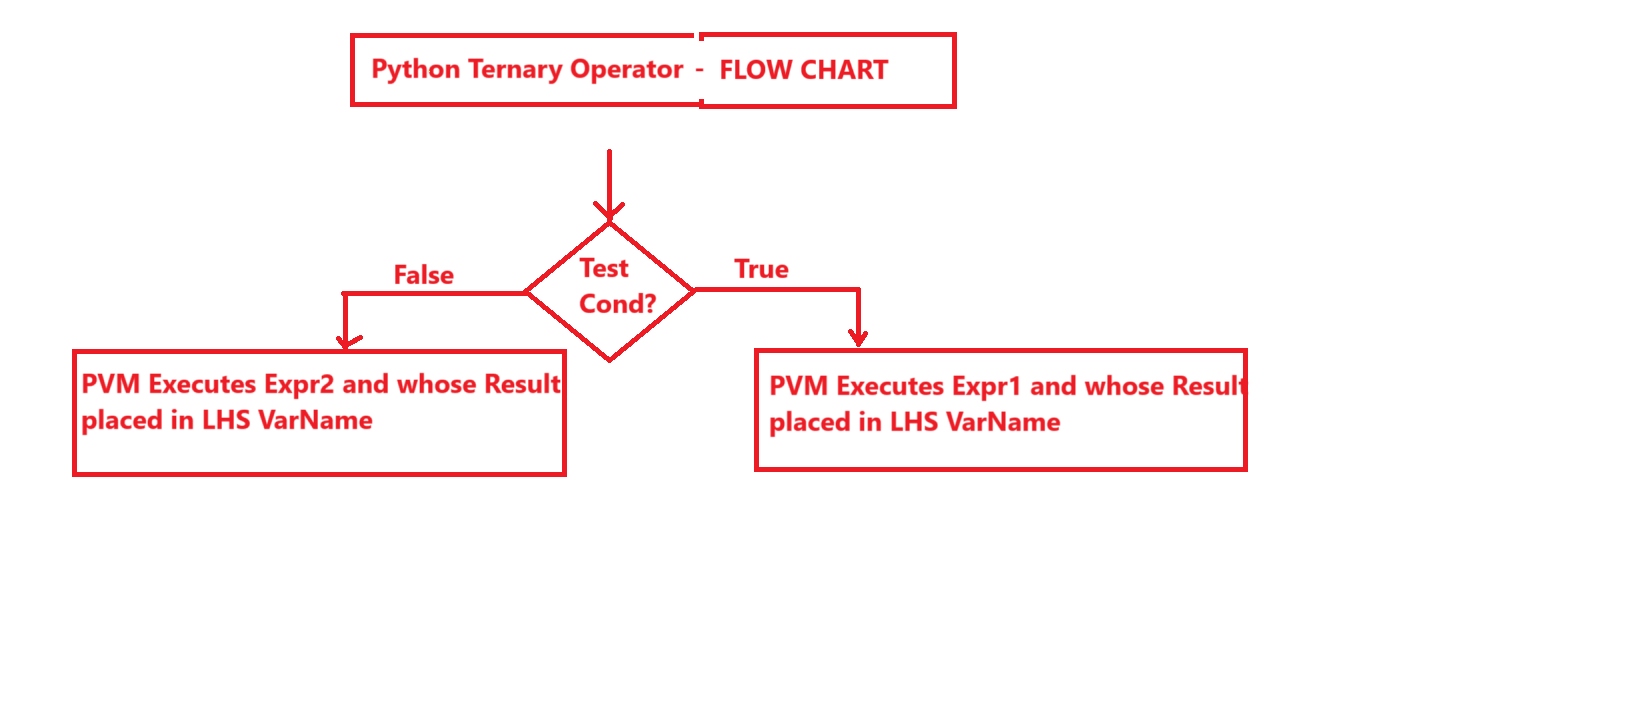 Python Ternary Operator - FLOW CHART
Test
Cond?
False
True
PVM Executes Expr2 and whose Result
placed in LHS VarName
PVM Executes Expr1 and whose Result
placed in LHS VarName